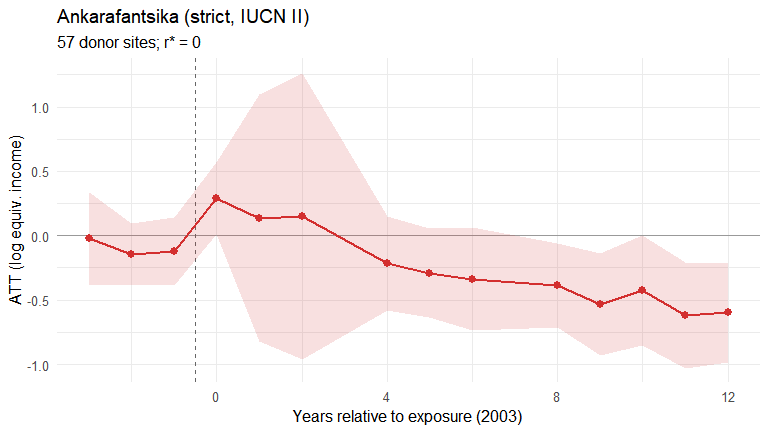 Ankarafantsika (strict, IUCN II)
57 donor sites; r* = 0
ATT (log equiv. income)
1.0
0.5
0.0
-0.5
-1.0
0 4 8 12
Years relative to exposure (2003)